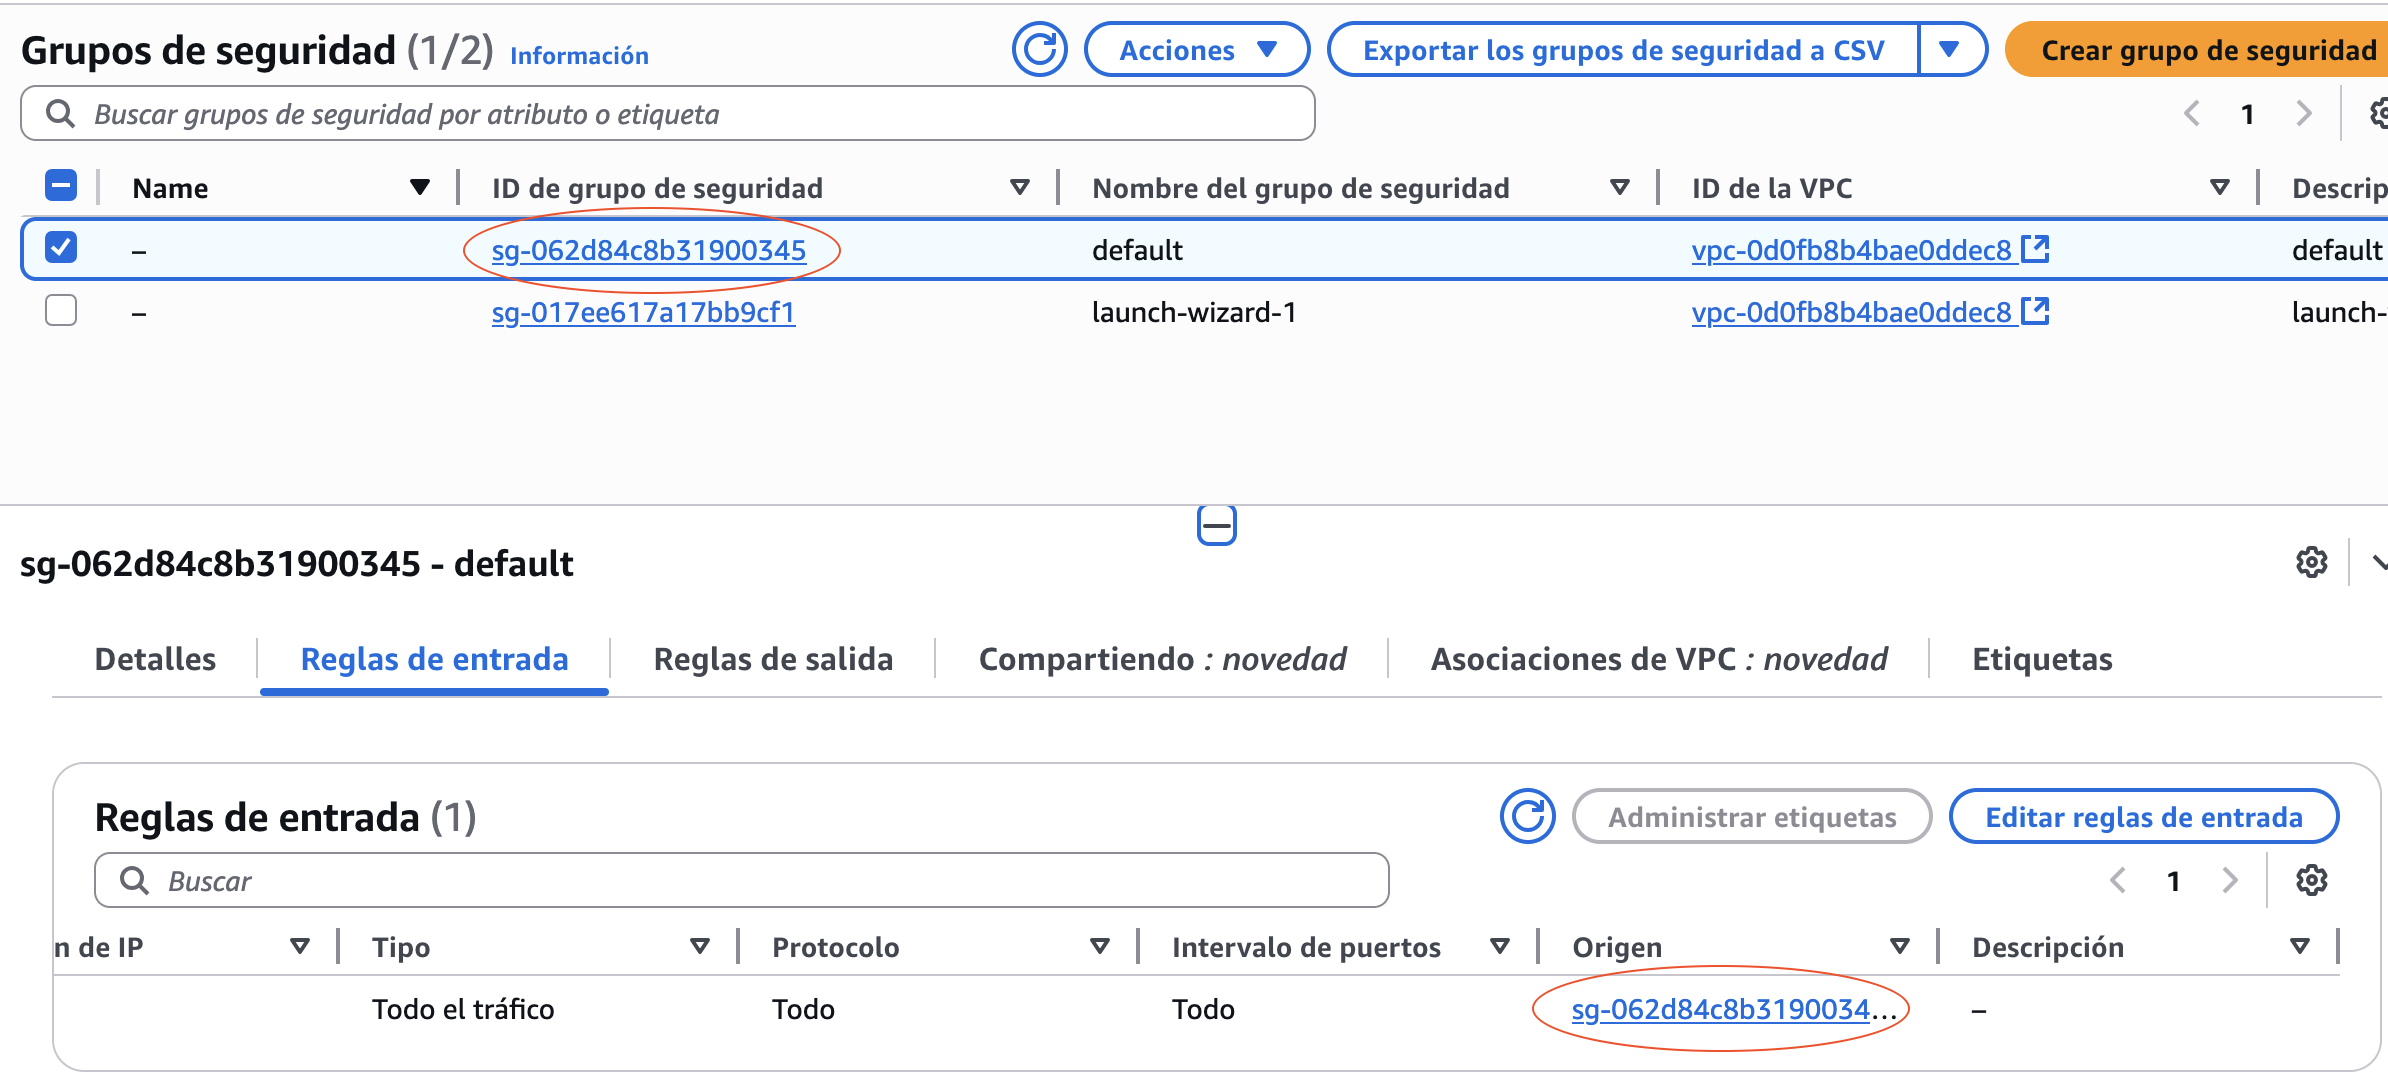 Grupos de seguridad (1/2) Información Acciones Exportar los grupos de seguridad a CSV Crear grupo de seguridad
Buscar grupos de seguridad por atributo o etiqueta 1
Name ID de grupo de seguridad Nombre del grupo de seguridad ID de la VPC Descrip
– sg-062d84c8b31900345 default vpc-0d0fb8b4bae0ddec8 default
– sg-017ee617a17bb9cf1 launch-wizard-1 vpc-0d0fb8b4bae0ddec8 launch-
sg-062d84c8b31900345 - default
Detalles Reglas de entrada Reglas de salida Compartiendo : novedad Asociaciones de VPC : novedad Etiquetas
Reglas de entrada (1) Administrar etiquetas Editar reglas de entrada
Buscar 1
n de IP Tipo Protocolo Intervalo de puertos Origen Descripción
Todo el tráfico Todo Todo sg-062d84c8b3190034... –